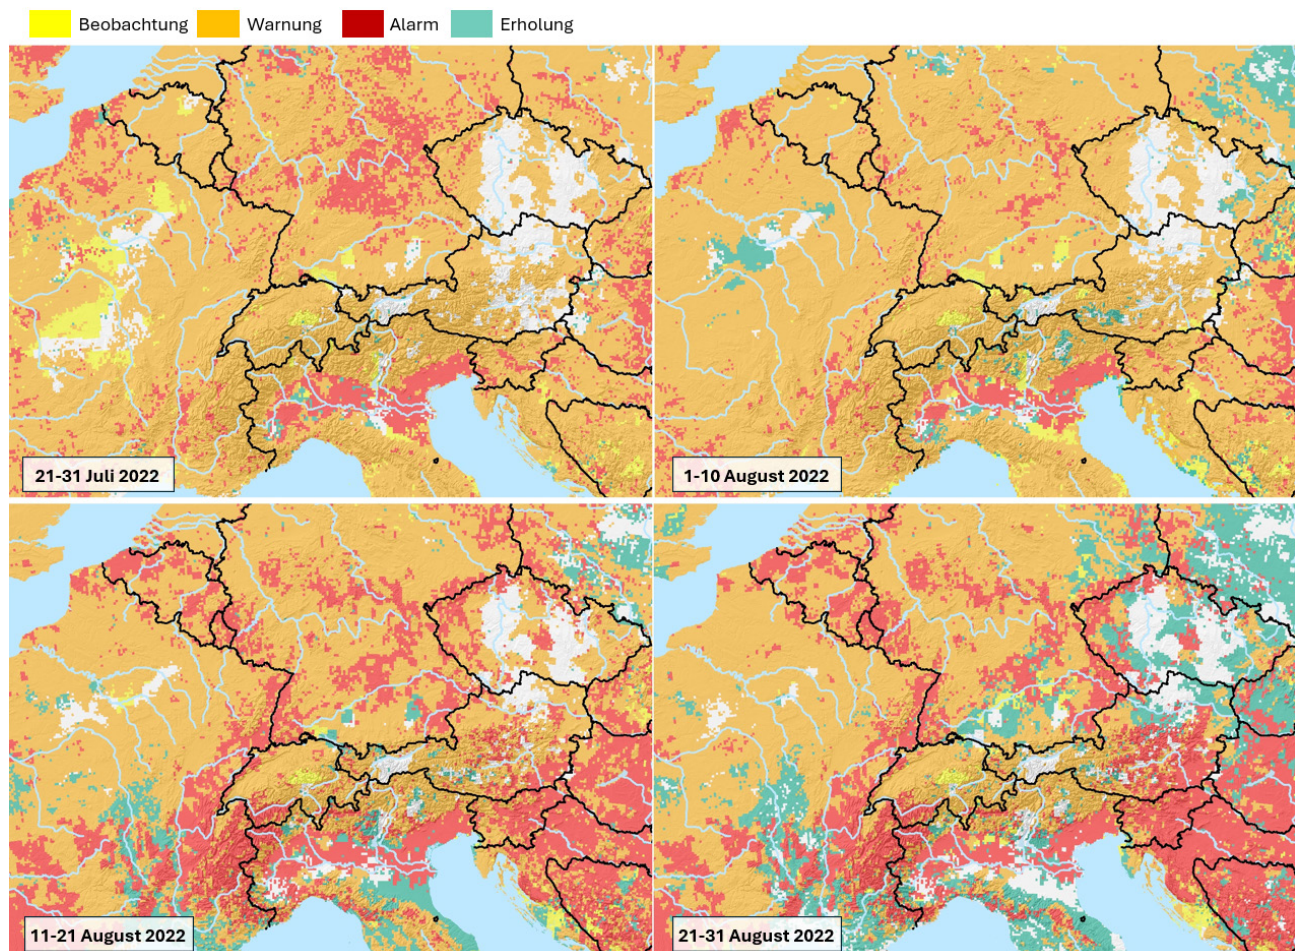 Beobachtung Warnung Alarm Erholung
21-31 Juli 2022
1-10 August 2022
11-21 August 2022
21-31 August 2022